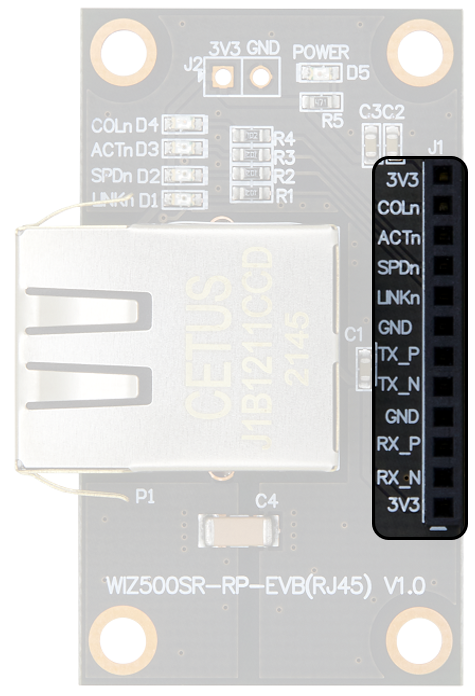 3V3 GND
J2
POWER
D5
R5
C3C2
COLn D4
ACTn D3
SPDn D2
LINKn D1
R4
R3
R2
R1
J1
3V3
COLn
ACTn
SPDn
LINKn
GND
TX_P
TX_N
GND
RX_P
RX_N
3V3
C1
CETUS
J1B1211CCD
2145
P1
C4
WIZ500SR-RP-EVB(RJ45) V1.0